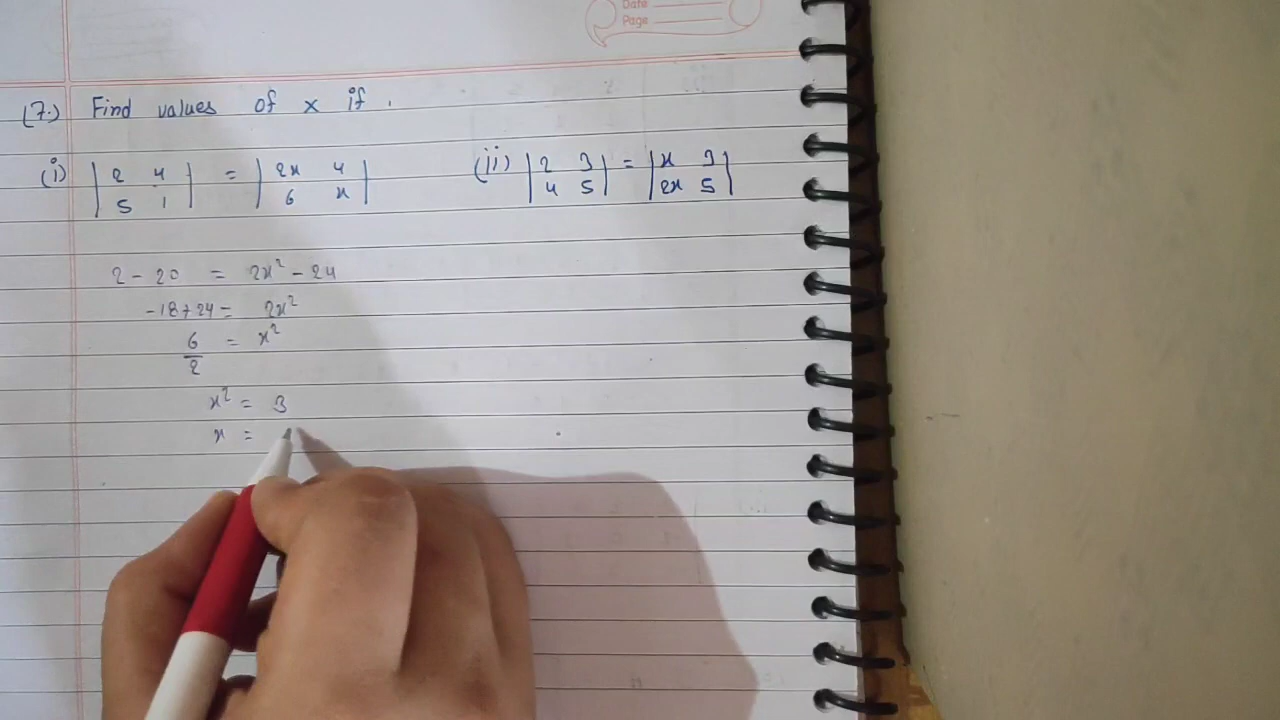 Date
Page
(7.) Find values of x if .
(i) | 2 4 | = | 2x 4 | (ii) | 2 3 | = | x 3 |
| 5 1 | | 6 x | | 4 5 | | 2x 5 |
2 - 20 = 2x² - 24
-18 + 24 = 2x²
6/2 = x²
x² = 3
x =